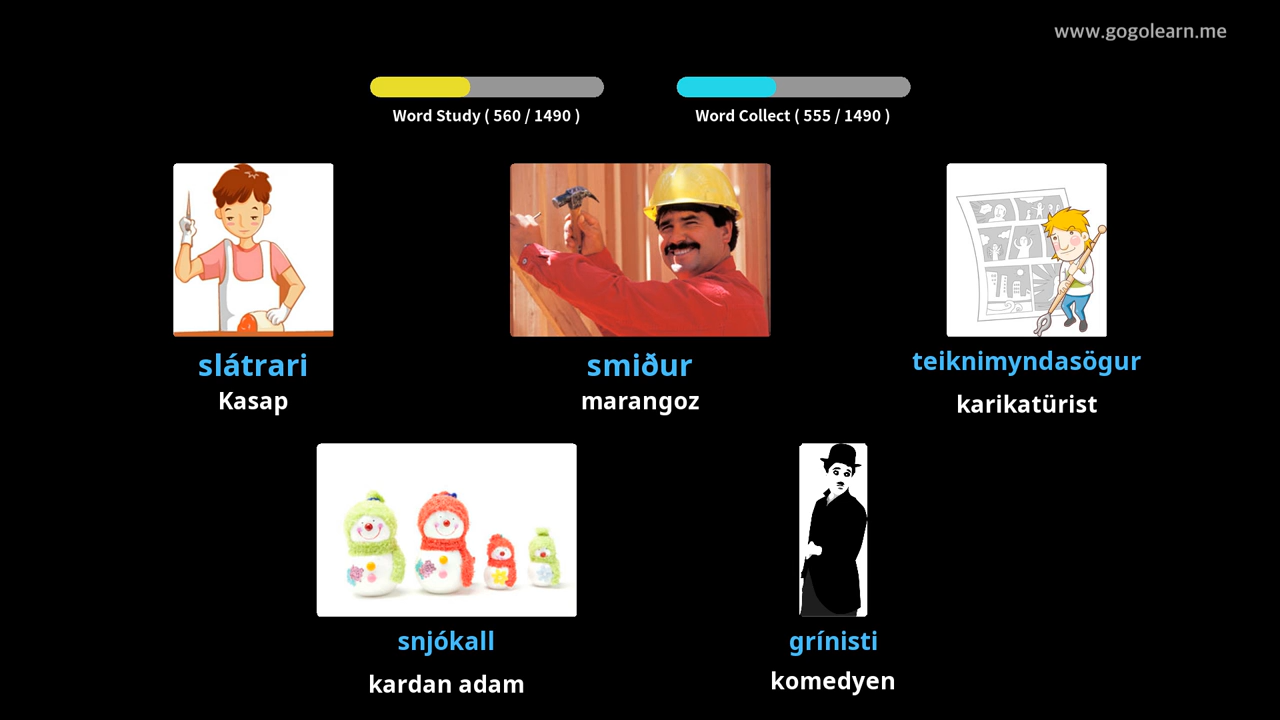 www.gogolearn.me
Word Study ( 560 / 1490 )
Word Collect ( 555 / 1490 )
slátrari
Kasap
smiður
marangoz
teiknimyndasögur
karikatürist
snjókall
kardan adam
grínisti
komedyen